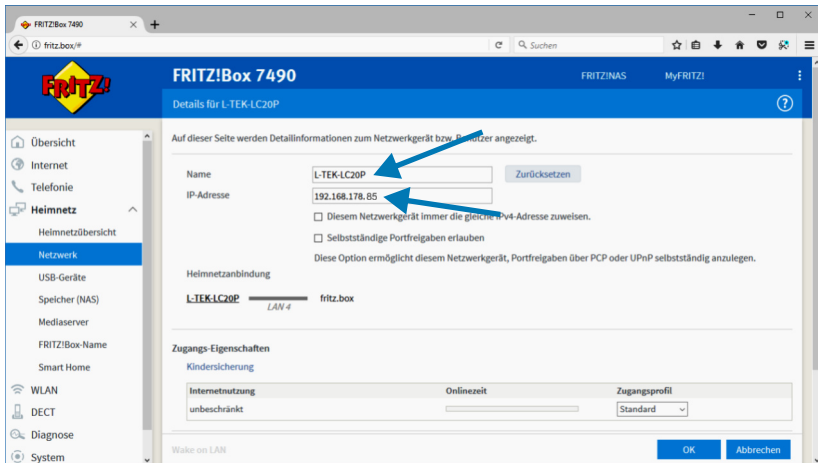 FRITZ!Box 7490
fritz.box/#
Suchen
FRITZ!
FRITZ!Box 7490
FRITZ!NAS
MyFRITZ!
Details für L-TEK-LC20P
?
Übersicht
Internet
Telefonie
Heimnetz
Heimnetzübersicht
Netzwerk
USB-Geräte
Speicher (NAS)
Mediaserver
FRITZ!Box-Name
Smart Home
WLAN
DECT
Diagnose
System
Auf dieser Seite werden Detailinformationen zum Netzwerkgerät bzw. Benutzer angezeigt.
Name
L-TEK-LC20P
Zurücksetzen
IP-Adresse
192.168.178.85
Diesem Netzwerkgerät immer die gleiche IPv4-Adresse zuweisen.
Selbstständige Portfreigaben erlauben
Diese Option ermöglicht diesem Netzwerkgerät, Portfreigaben über PCP oder UPnP selbstständig anzulegen.
Heimnetzanbindung
L-TEK-LC20P
LAN 4
fritz.box
Zugangs-Eigenschaften
Kindersicherung
Internetnutzung Onlinezeit Zugangsprofil
unbeschränkt Standard
Wake on LAN
OK
Abbrechen